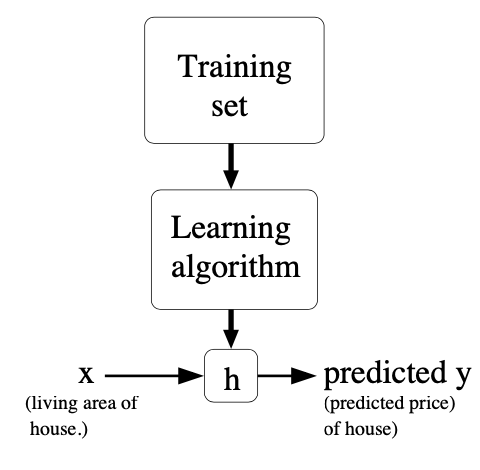 Training
set
Learning
algorithm
x
h
predicted y
(living area of
house.)
(predicted price)
of house)